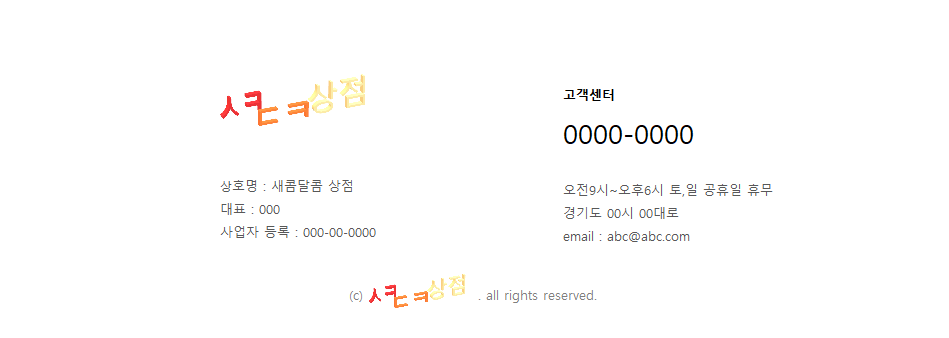 ㅅㅋㄷㅋ상점
상호명 : 새콤달콤 상점
대표 : 000
사업자 등록 : 000-00-0000
고객센터
0000-0000
오전9시~오후6시 토,일 공휴일 휴무
경기도 00시 00대로
email : abc@abc.com
(c) ㅅㅋㄷㅋ상점 . all rights reserved.